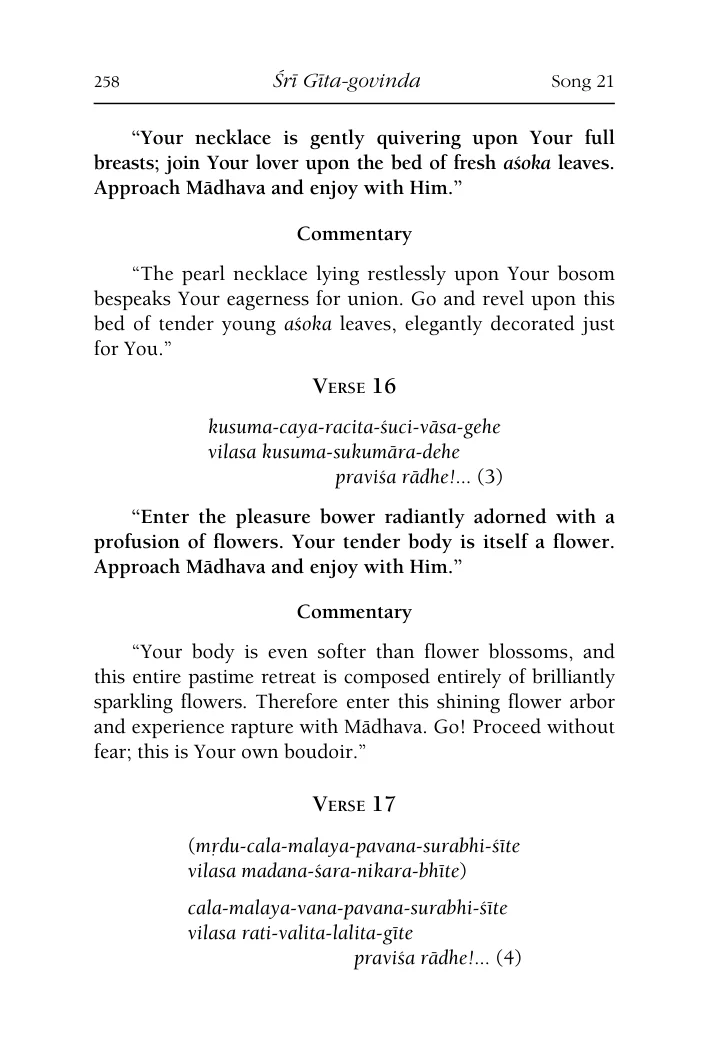 258 Śrī Gīta-govinda Song 21
“Your necklace is gently quivering upon Your full
breasts; join Your lover upon the bed of fresh aśoka leaves.
Approach Mādhava and enjoy with Him.”
Commentary
“The pearl necklace lying restlessly upon Your bosom
bespeaks Your eagerness for union. Go and revel upon this
bed of tender young aśoka leaves, elegantly decorated just
for You.”
Verse 16
kusuma-caya-racita-śuci-vāsa-gehe
vilasa kusuma-sukumāra-dehe
praviśa rādhe!... (3)
“Enter the pleasure bower radiantly adorned with a
profusion of flowers. Your tender body is itself a flower.
Approach Mādhava and enjoy with Him.”
Commentary
“Your body is even softer than flower blossoms, and
this entire pastime retreat is composed entirely of brilliantly
sparkling flowers. Therefore enter this shining flower arbor
and experience rapture with Mādhava. Go! Proceed without
fear; this is Your own boudoir.”
Verse 17
(mṛdu-cala-malaya-pavana-surabhi-śīte
vilasa madana-śara-nikara-bhīte)
cala-malaya-vana-pavana-surabhi-śīte
vilasa rati-valita-lalita-gīte
praviśa rādhe!... (4)